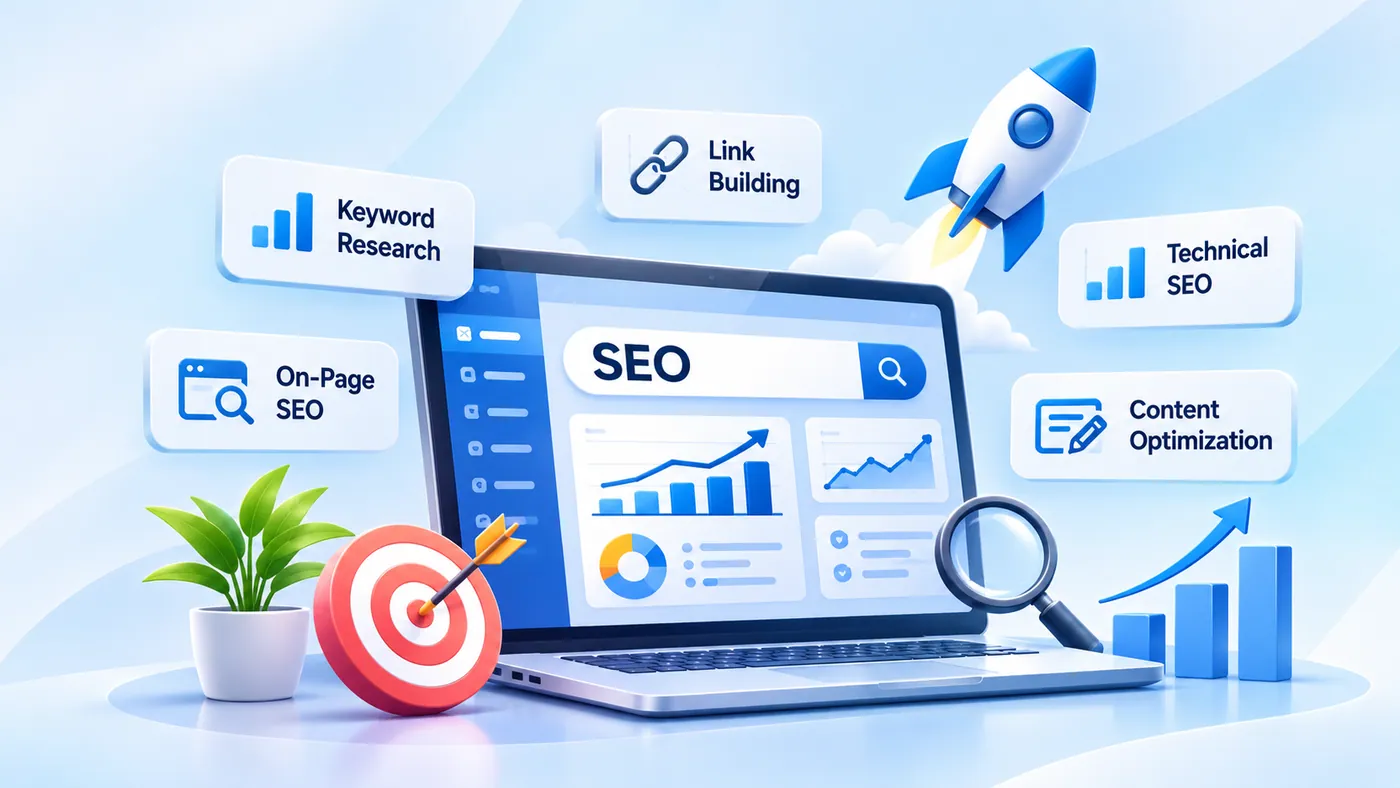 Link
Building
Keyword
Research
Technical
SEO
On-Page
SEO
SEO
Content
Optimization